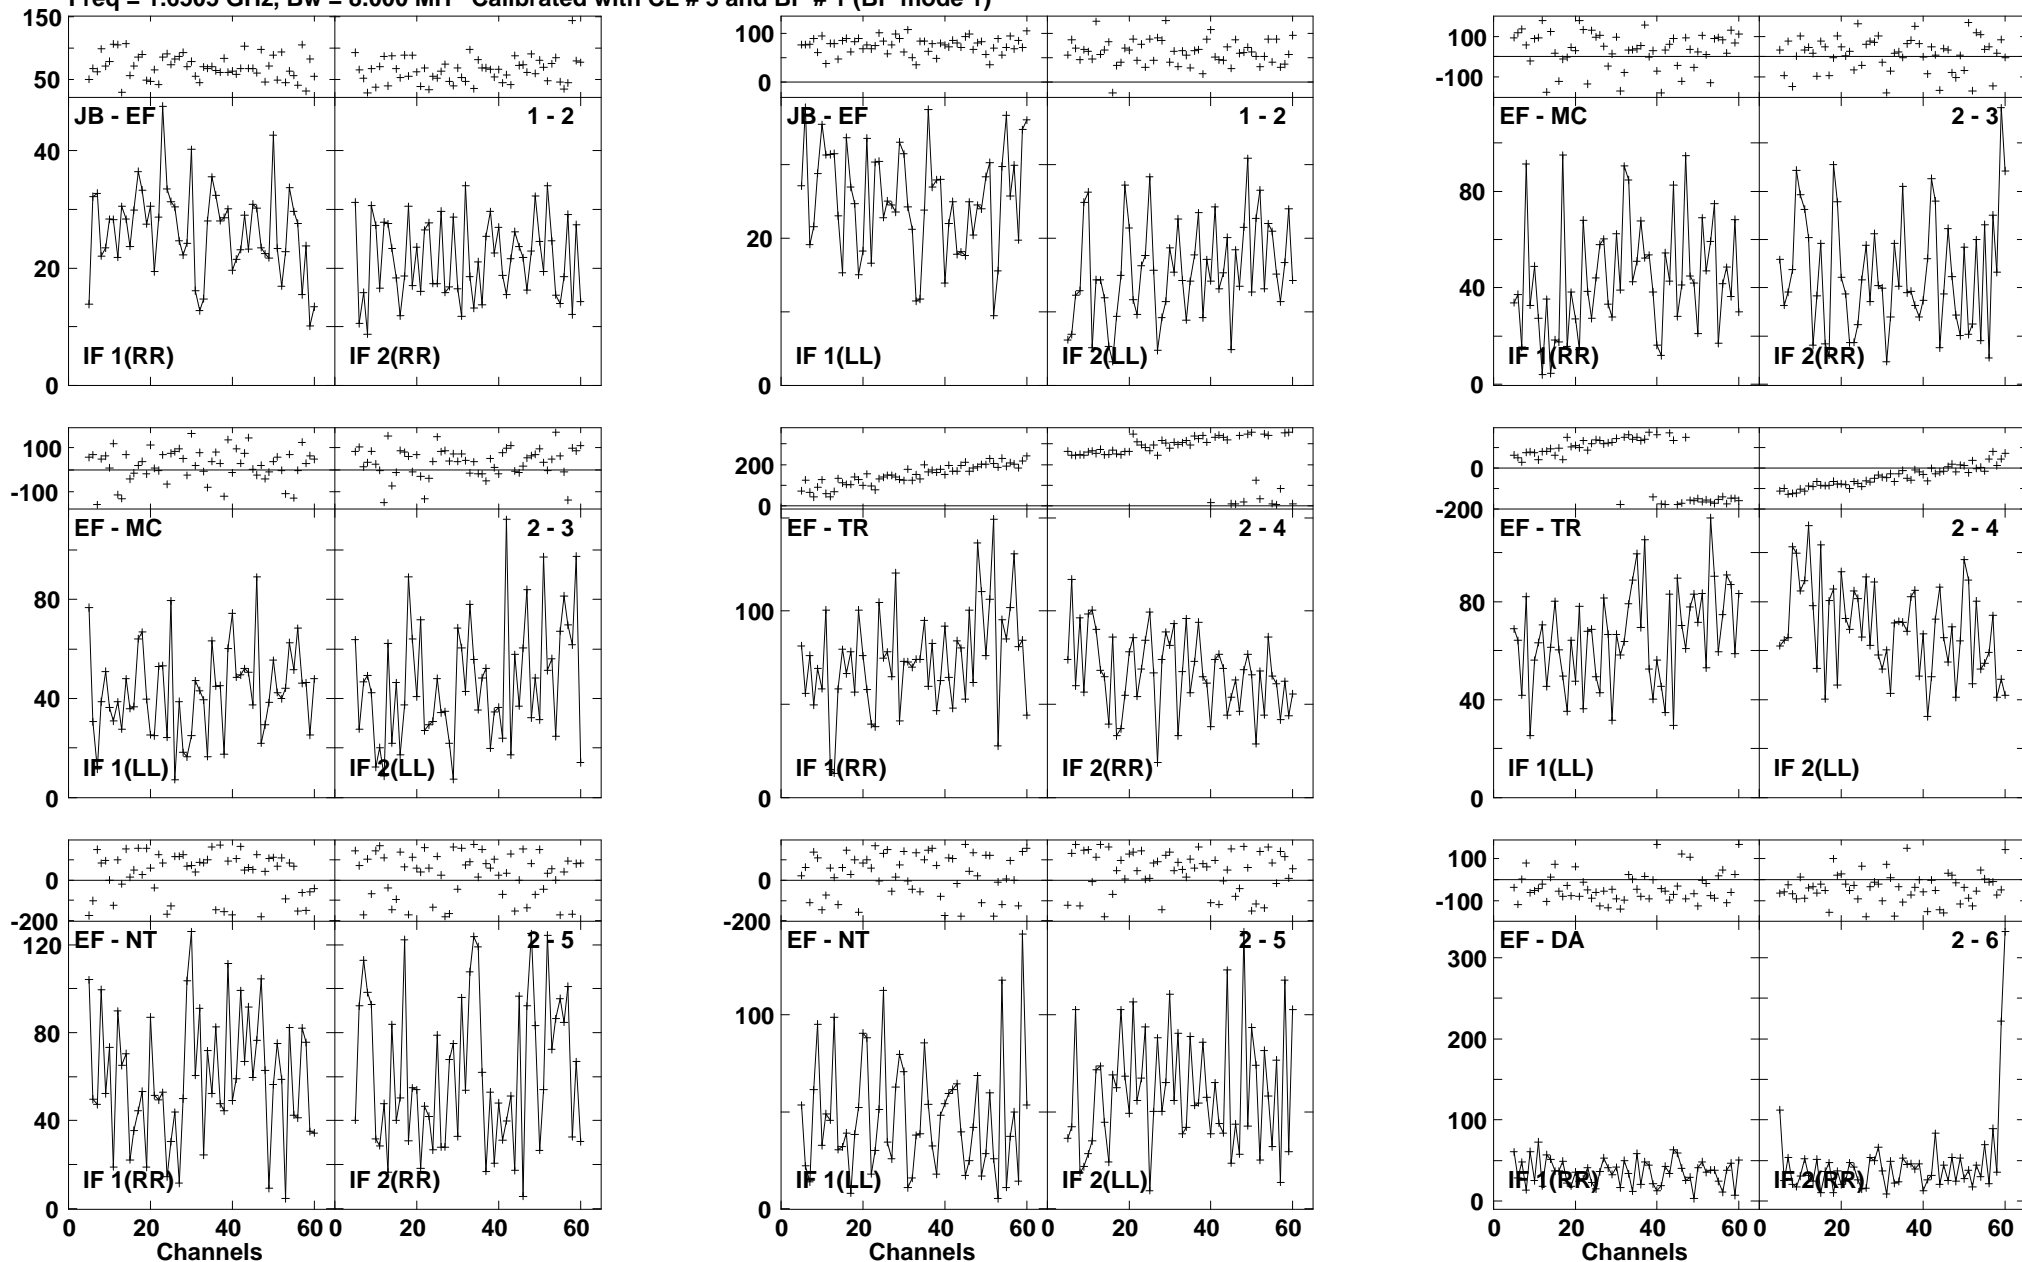 Freq = 1.6505 GHz, Bw = 8.000 MH Calibrated with CL # 3 and BP # 1 (BP mode 1)
150 50
JB - EF 1 - 2
40 20 0
IF 1(RR) IF 2(RR)
100 0
JB - EF 1 - 2
20 0
IF 1(LL) IF 2(LL)
100 -100
EF - MC 2 - 3
80 40 0
IF 1(RR) IF 2(RR)
100 -100
EF - MC 2 - 3
80 40 0
IF 1(LL) IF 2(LL)
200 0
EF - TR 2 - 4
100 0
IF 1(RR) IF 2(RR)
0 -200
EF - TR 2 - 4
80 40 0
IF 1(LL) IF 2(LL)
0 -200
EF - NT 2 - 5
120 80 40 0
IF 1(RR) IF 2(RR)
0 20 40 60 0 20 40 60
Channels
0 -200
EF - NT 2 - 5
100 0
IF 1(LL) IF 2(LL)
0 20 40 60 0 20 40 60
Channels
100 -100
EF - DA 2 - 6
300 200 100 0
IF 1(RR) IF 2(RR)
0 20 40 60 0 20 40 60
Channels